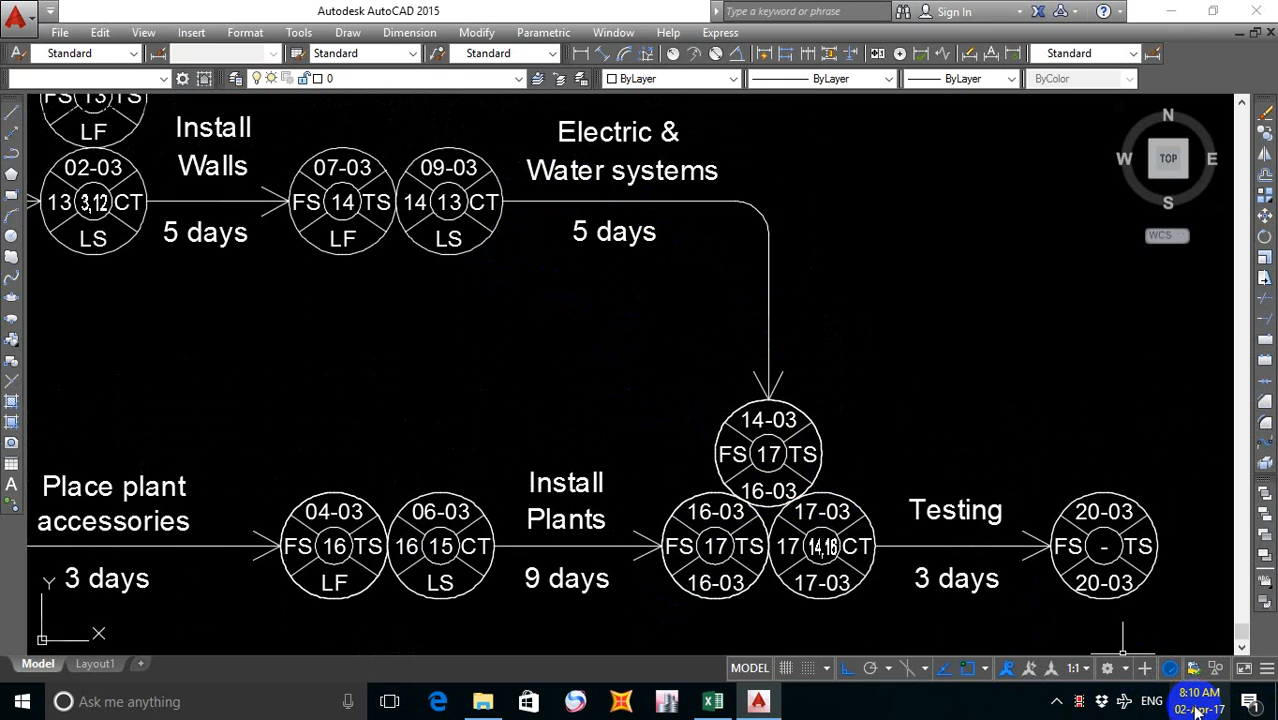 Autodesk AutoCAD 2015
Type a keyword or phrase
Sign In
File Edit View Insert Format Tools Draw Dimension Modify Parametric Window Help Express
Standard Standard Standard Standard
0 ByLayer ByLayer ByLayer ByColor
FS 13 TS
LF
02-03
13 3,12 CT
LS
Install
Walls
5 days
07-03
FS 14 TS
LF
09-03
14 13 CT
LS
Electric &
Water systems
5 days
N
W TOP E
S
WCS
14-03
FS 17 TS
16-03
Place plant
accessories
3 days
04-03
FS 16 TS
LF
06-03
16 15 CT
LS
Install
Plants
9 days
16-03
FS 17 TS
16-03
17-03
17 14,16 CT
17-03
Testing
3 days
20-03
FS - TS
20-03
Y
X
Model Layout1 +
MODEL 1:1
Ask me anything
ENG
8:10 AM
02-Apr-17
1